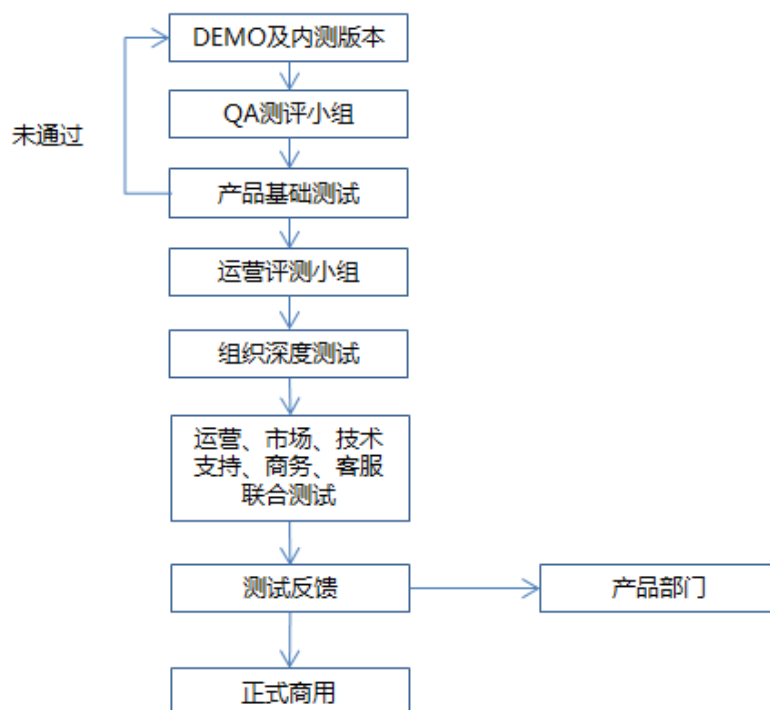 DEMO及内测版本
QA测评小组
未通过
产品基础测试
运营评测小组
组织深度测试
运营、市场、技术
支持、商务、客服
联合测试
测试反馈
产品部门
正式商用